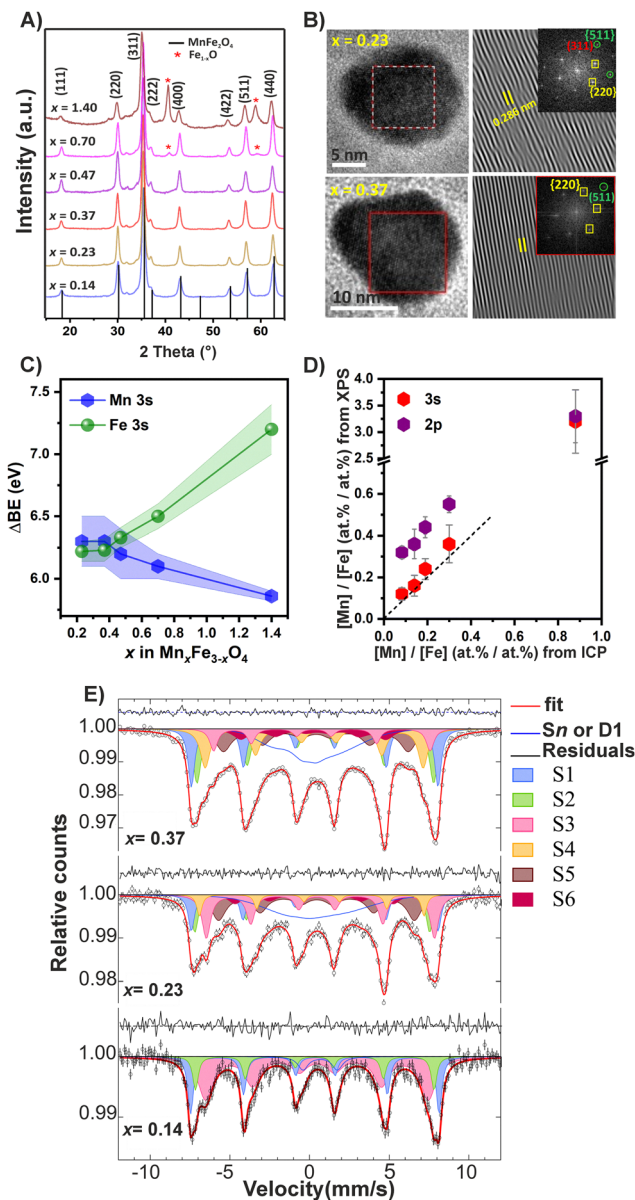 A)
MnFe₂O₄
* Fe₁₋ₓO
(111)
(220)
(311)
(222)
(400)
(422)
(511)
(440)
x = 1.40
x = 0.70
x = 0.47
x = 0.37
x = 0.23
x = 0.14
Intensity (a.u.)
20 30 40 50 60
2 Theta (°)
B)
x = 0.23
5 nm
0.286 nm
{511}
{311}
{220}
x = 0.37
10 nm
{220}
{511}
C)
Mn 3s
Fe 3s
7.5
7.0
6.5
6.0
ΔBE (eV)
0.2 0.4 0.6 0.8 1.0 1.2 1.4
x in MnₓFe₃₋ₓO₄
D)
3s
2p
3.5
3.0
2.5
0.6
0.4
0.2
0.0
[Mn] / [Fe] (at.% / at.%) from XPS
0.0 0.2 0.4 0.6 0.8 1.0
[Mn] / [Fe] (at.% / at.%) from ICP
E)
fit
Sn or D1
Residuals
S1
S2
S3
S4
S5
S6
1.00
0.99
0.98
0.97
x= 0.37
1.00
0.99
0.98
x= 0.23
1.00
0.99
x= 0.14
Relative counts
-10 -5 0 5 10
Velocity(mm/s)